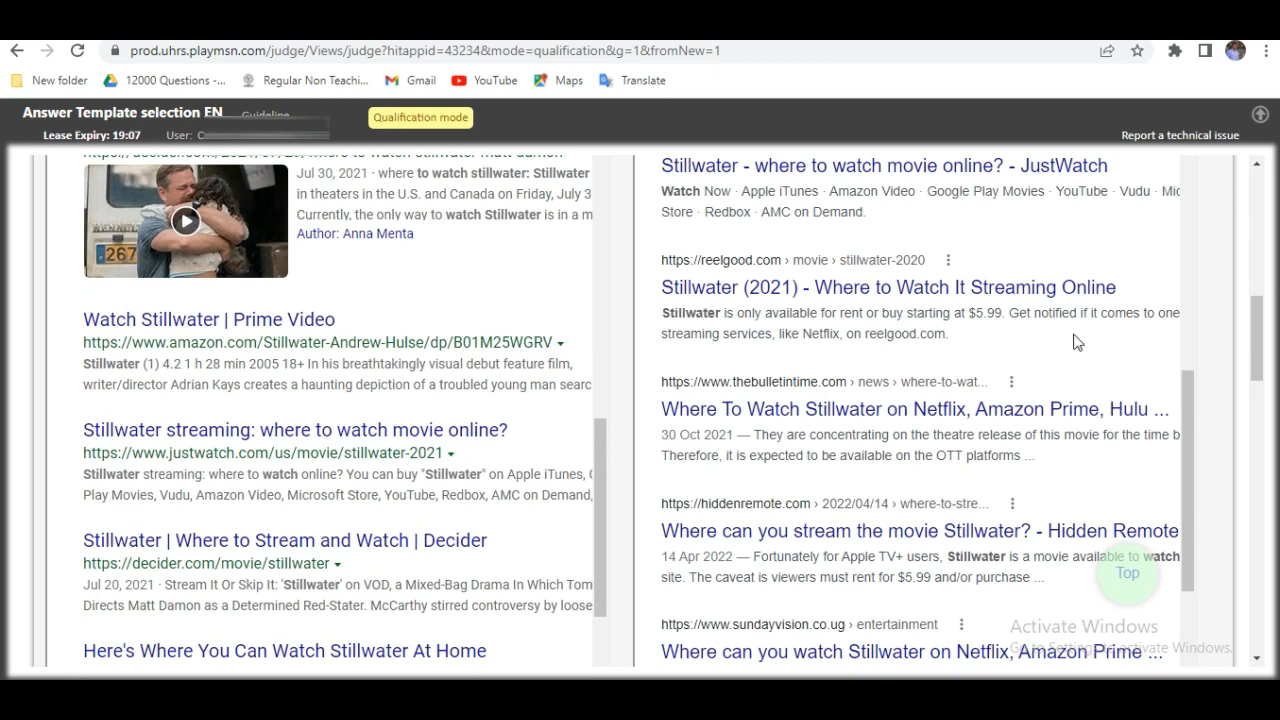 prod.uhrs.playmsn.com/judge/Views/judge?hitappid=43234&mode=qualification&g=1&fromNew=1
New folder
12000 Questions -...
Regular Non Teachi...
Gmail
YouTube
Maps
Translate
Answer Template selection EN
Guideline
Qualification mode
Lease Expiry: 19:07
User: C
Report a technical issue
Jul 30, 2021 · where to watch stillwater: Stillwater
in theaters in the U.S. and Canada on Friday, July 3
Currently, the only way to watch Stillwater is in a m
Author: Anna Menta
267
Watch Stillwater | Prime Video
https://www.amazon.com/Stillwater-Andrew-Hulse/dp/B01M25WGRV
Stillwater (1) 4.2 1 h 28 min 2005 18+ In his breathtakingly visual debut feature film,
writer/director Adrian Kays creates a haunting depiction of a troubled young man searc
Stillwater streaming: where to watch movie online?
https://www.justwatch.com/us/movie/stillwater-2021
Stillwater streaming: where to watch online? You can buy "Stillwater" on Apple iTunes,
Play Movies, Vudu, Amazon Video, Microsoft Store, YouTube, Redbox, AMC on Demand,
Stillwater | Where to Stream and Watch | Decider
https://decider.com/movie/stillwater
Jul 20, 2021 · Stream It Or Skip It: 'Stillwater' on VOD, a Mixed-Bag Drama In Which Tom
Directs Matt Damon as a Determined Red-Stater. McCarthy stirred controversy by loose
Here's Where You Can Watch Stillwater At Home
Stillwater - where to watch movie online? - JustWatch
Watch Now · Apple iTunes · Amazon Video · Google Play Movies · YouTube · Vudu · Mic
Store · Redbox · AMC on Demand.
https://reelgood.com › movie › stillwater-2020
Stillwater (2021) - Where to Watch It Streaming Online
Stillwater is only available for rent or buy starting at $5.99. Get notified if it comes to one
streaming services, like Netflix, on reelgood.com.
https://www.thebulletintime.com › news › where-to-wat...
Where To Watch Stillwater on Netflix, Amazon Prime, Hulu ...
30 Oct 2021 — They are concentrating on the theatre release of this movie for the time b
Therefore, it is expected to be available on the OTT platforms ...
https://hiddenremote.com › 2022/04/14 › where-to-stre...
Where can you stream the movie Stillwater? - Hidden Remote
14 Apr 2022 — Fortunately for Apple TV+ users, Stillwater is a movie available to watch
site. The caveat is viewers must rent for $5.99 and/or purchase ...
Top
https://www.sundayvision.co.ug › entertainment
Where can you watch Stillwater on Netflix, Amazon Prime ...
Activate Windows
Go to Settings to activate Windows.